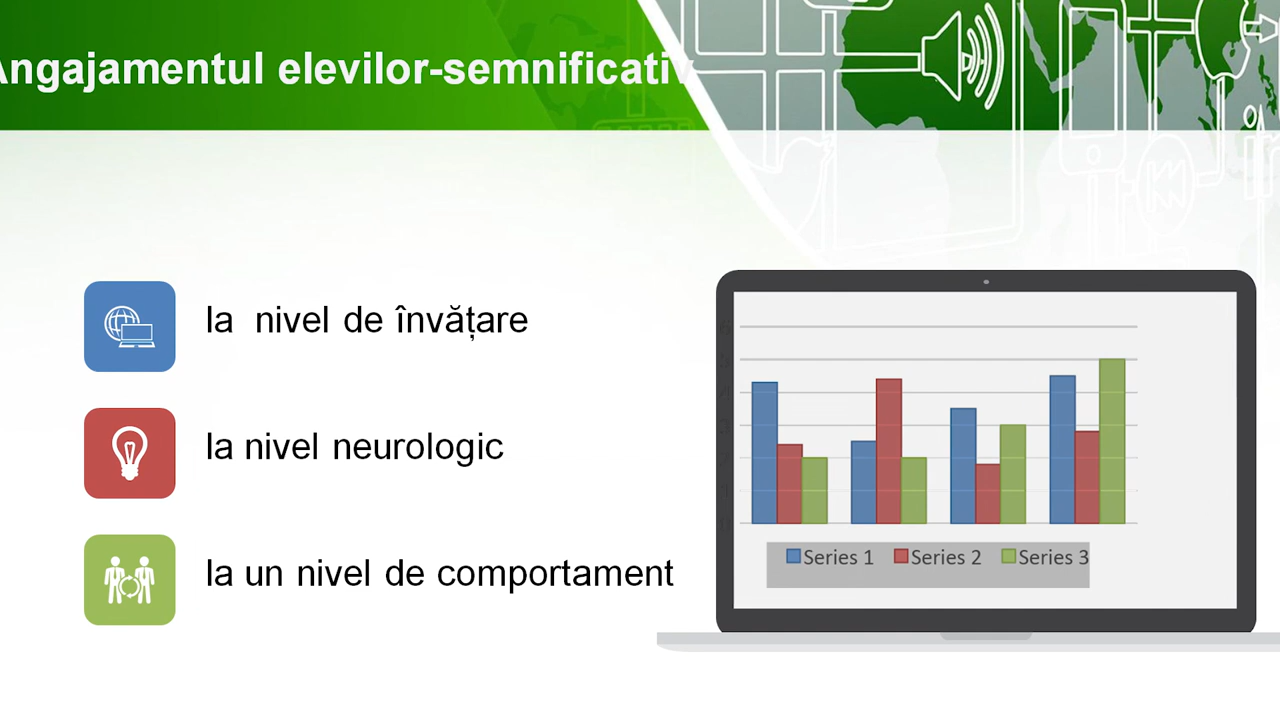 Angajamentul elevilor-semnificativ
la nivel de învățare
la nivel neurologic
la un nivel de comportament
Series 1 Series 2 Series 3